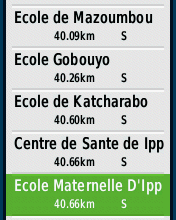 Ecole de Mazoumbou
40.09km S
Ecole Gobouyo
40.26km S
Ecole de Katcharabo
40.60km S
Centre de Sante de Ipp
40.66km S
Ecole Maternelle D'Ipp
40.66km S